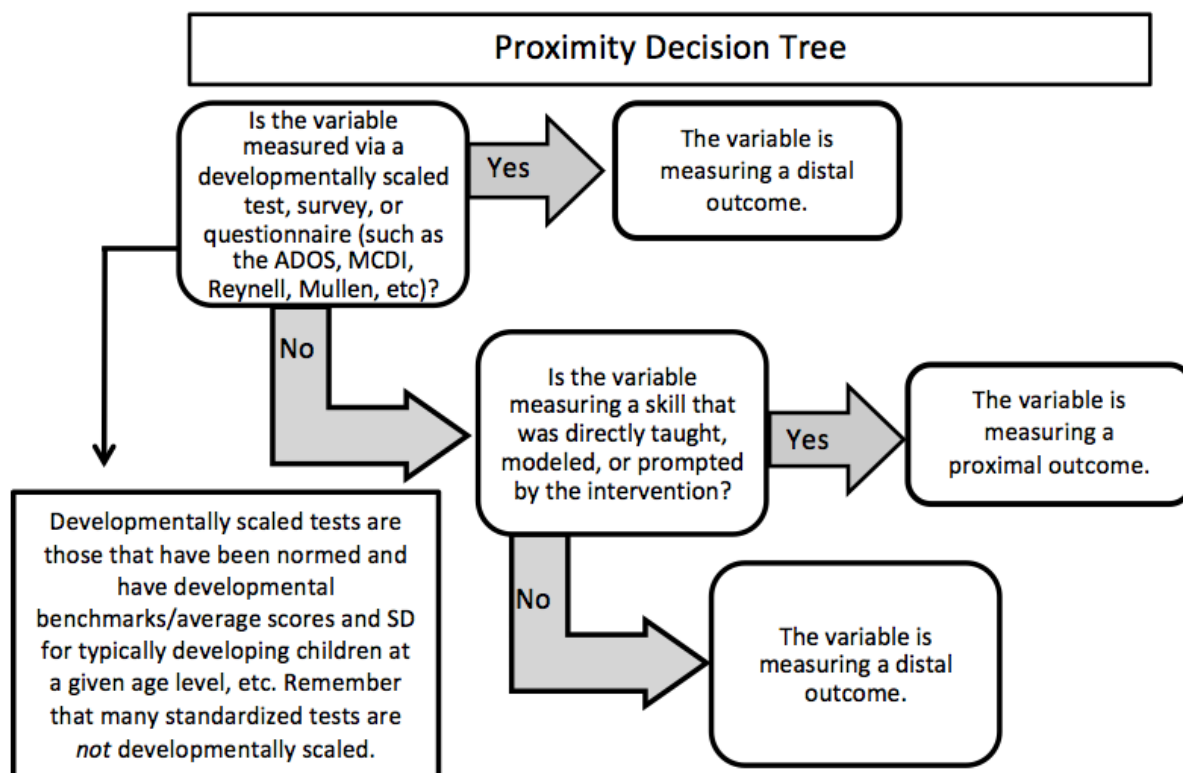 Proximity Decision Tree
Is the variable
measured via a
developmentally scaled
test, survey, or
questionnaire (such as
the ADOS, MCDI,
Reynell, Mullen, etc)?
Yes
The variable is
measuring a distal
outcome.
No
Is the variable
measuring a skill that
was directly taught,
modeled, or prompted
by the intervention?
Yes
The variable is
measuring a
proximal outcome.
No
The variable is
measuring a distal
outcome.
Developmentally scaled tests are
those that have been normed and
have developmental
benchmarks/average scores and SD
for typically developing children at
a given age level, etc. Remember
that many standardized tests are
not developmentally scaled.